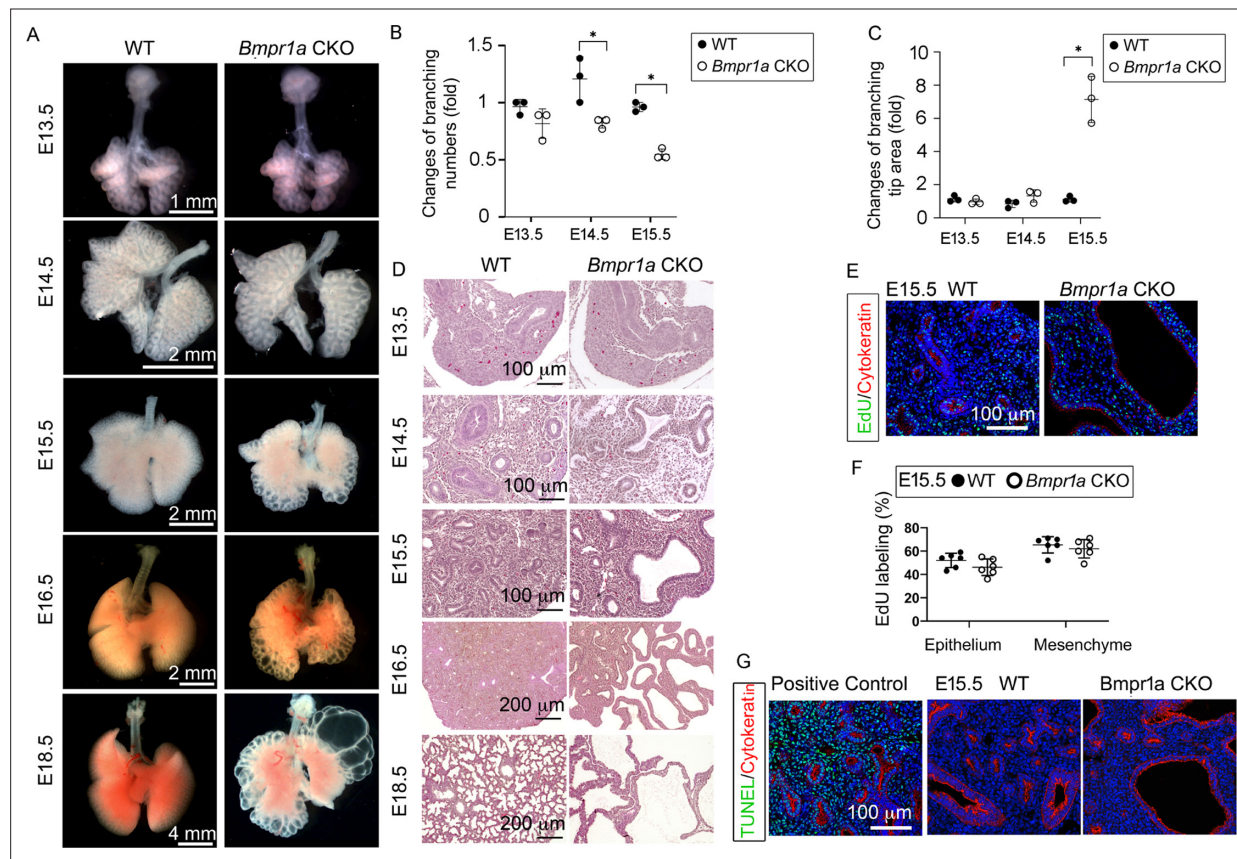 A
WT
Bmpr1a CKO
E13.5
1 mm
E14.5
2 mm
E15.5
2 mm
E16.5
2 mm
E18.5
4 mm
B
WT
Bmpr1a CKO
Changes of branching
numbers (fold)
1.5
1
0.5
0
*
*
E13.5
E14.5
E15.5
C
WT
Bmpr1a CKO
Changes of branching
tip area (fold)
10
8
6
4
2
0
*
E13.5
E14.5
E15.5
D
WT
Bmpr1a CKO
E13.5
100 μm
E14.5
100 μm
E15.5
100 μm
E16.5
200 μm
E18.5
200 μm
E
E15.5 WT
Bmpr1a CKO
EdU/Cytokeratin
100 μm
F
E15.5 WT Bmpr1a CKO
EdU labeling (%)
80
60
40
20
0
Epithelium
Mesenchyme
G
Positive Control
E15.5 WT
Bmpr1a CKO
TUNEL/Cytokeratin
100 μm